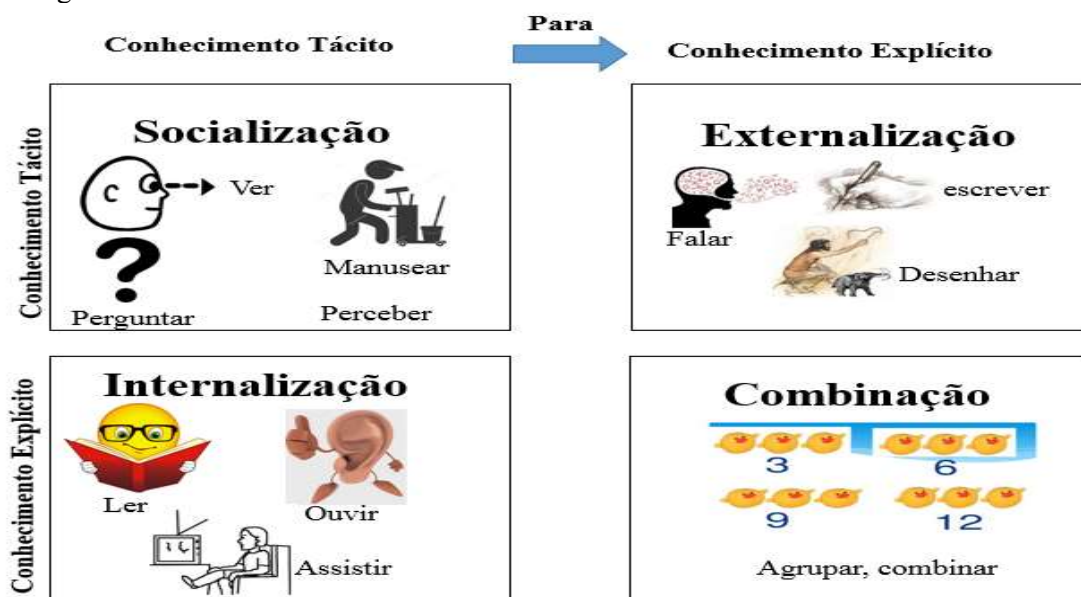 Para
Conhecimento Tácito
Conhecimento Explícito
Conhecimento Tácito
Socialização
Ver
Manusear
Perguntar
Perceber
Externalização
escrever
Falar
Desenhar
Conhecimento Explícito
Internalização
Ler
Ouvir
Assistir
Combinação
3
6
9
12
Agrupar, combinar